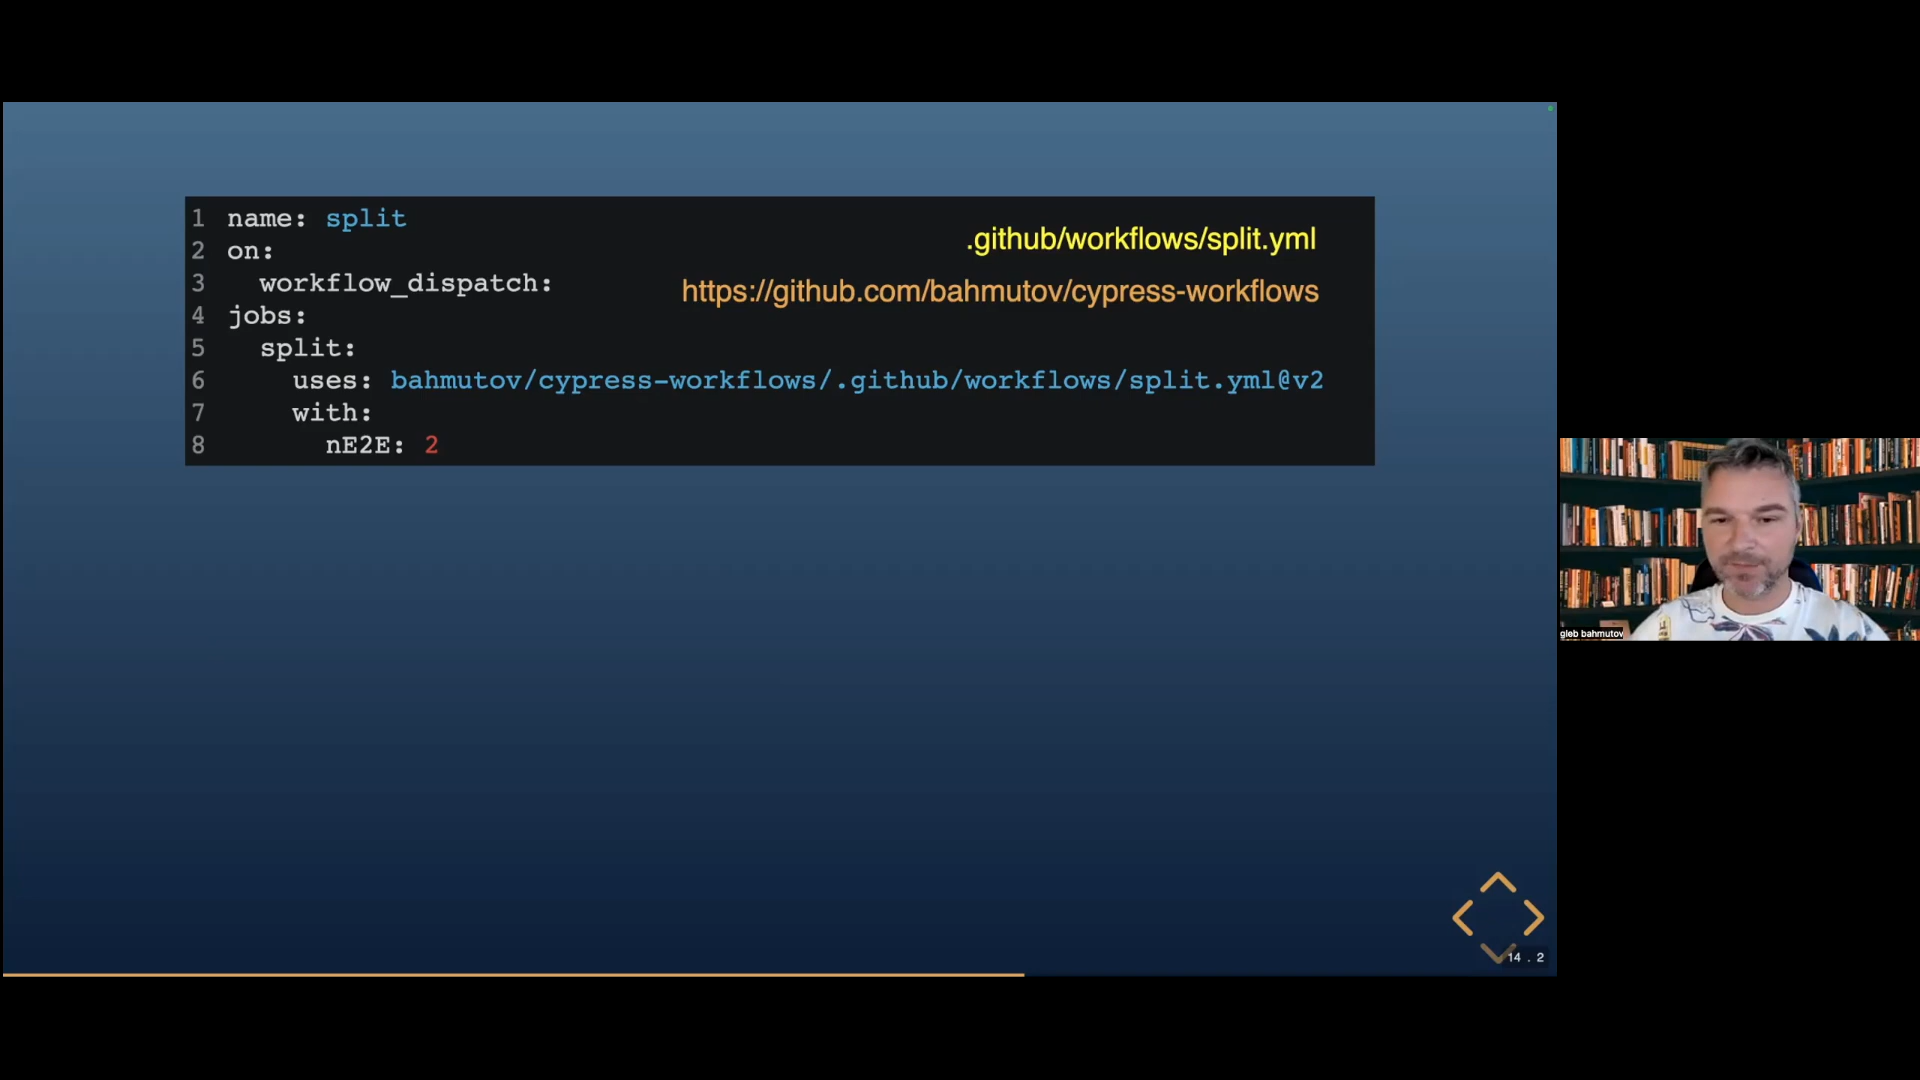 1 name: split
2 on:
3 workflow_dispatch:
4 jobs:
5 split:
6 uses: bahmutov/cypress-workflows/.github/workflows/split.yml@v2
7 with:
8 nE2E: 2
.github/workflows/split.yml
https://github.com/bahmutov/cypress-workflows
gleb bahmutov
14 . 2